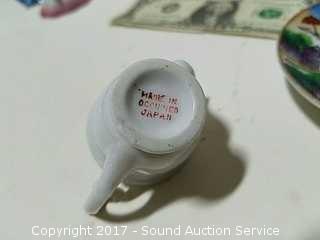 MADE IN
OCCUPIED
JAPAN
Copyright 2017 - Sound Auction Service